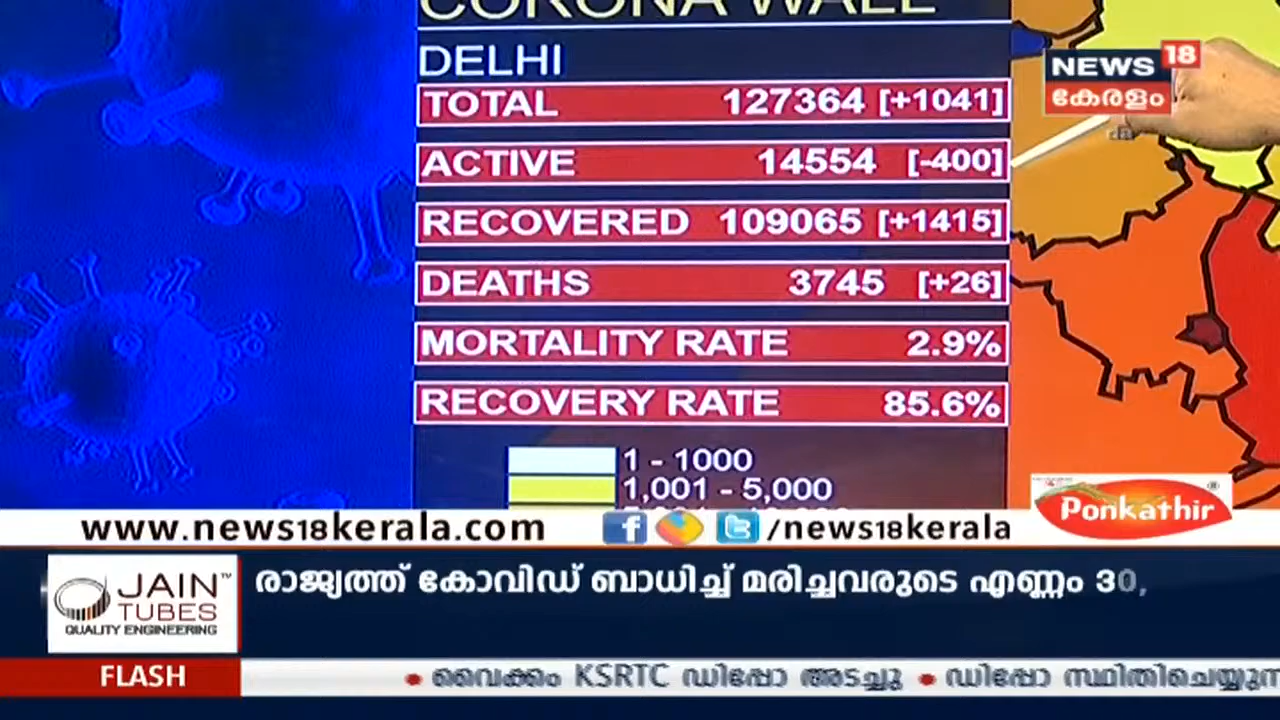 CORONA WALL
DELHI
TOTAL 127364 [+1041]
ACTIVE 14554 [-400]
RECOVERED 109065 [+1415]
DEATHS 3745 [+26]
MORTALITY RATE 2.9%
RECOVERY RATE 85.6%
1 - 1000
1,001 - 5,000
NEWS 18
കേരളം
Ponkathir
www.news18kerala.com /news18kerala
JAIN™
TUBES
QUALITY ENGINEERING
രാജ്യത്ത് കോവിഡ് ബാധിച്ച് മരിച്ചവരുടെ എണ്ണം 30,
FLASH • വൈക്കം KSRTC ഡിപ്പോ അടച്ചു • ഡിപ്പോ സ്ഥിതിചെയ്യുന്